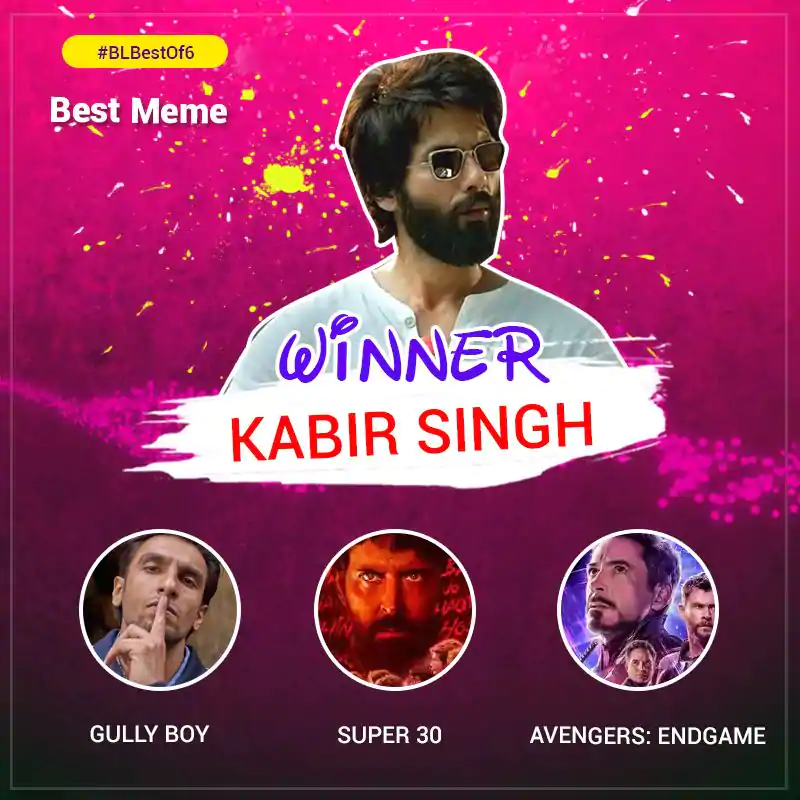 #BLBestOf6
Best Meme
WINNER
KABIR SINGH
GULLY BOY
SUPER 30
AVENGERS: ENDGAME